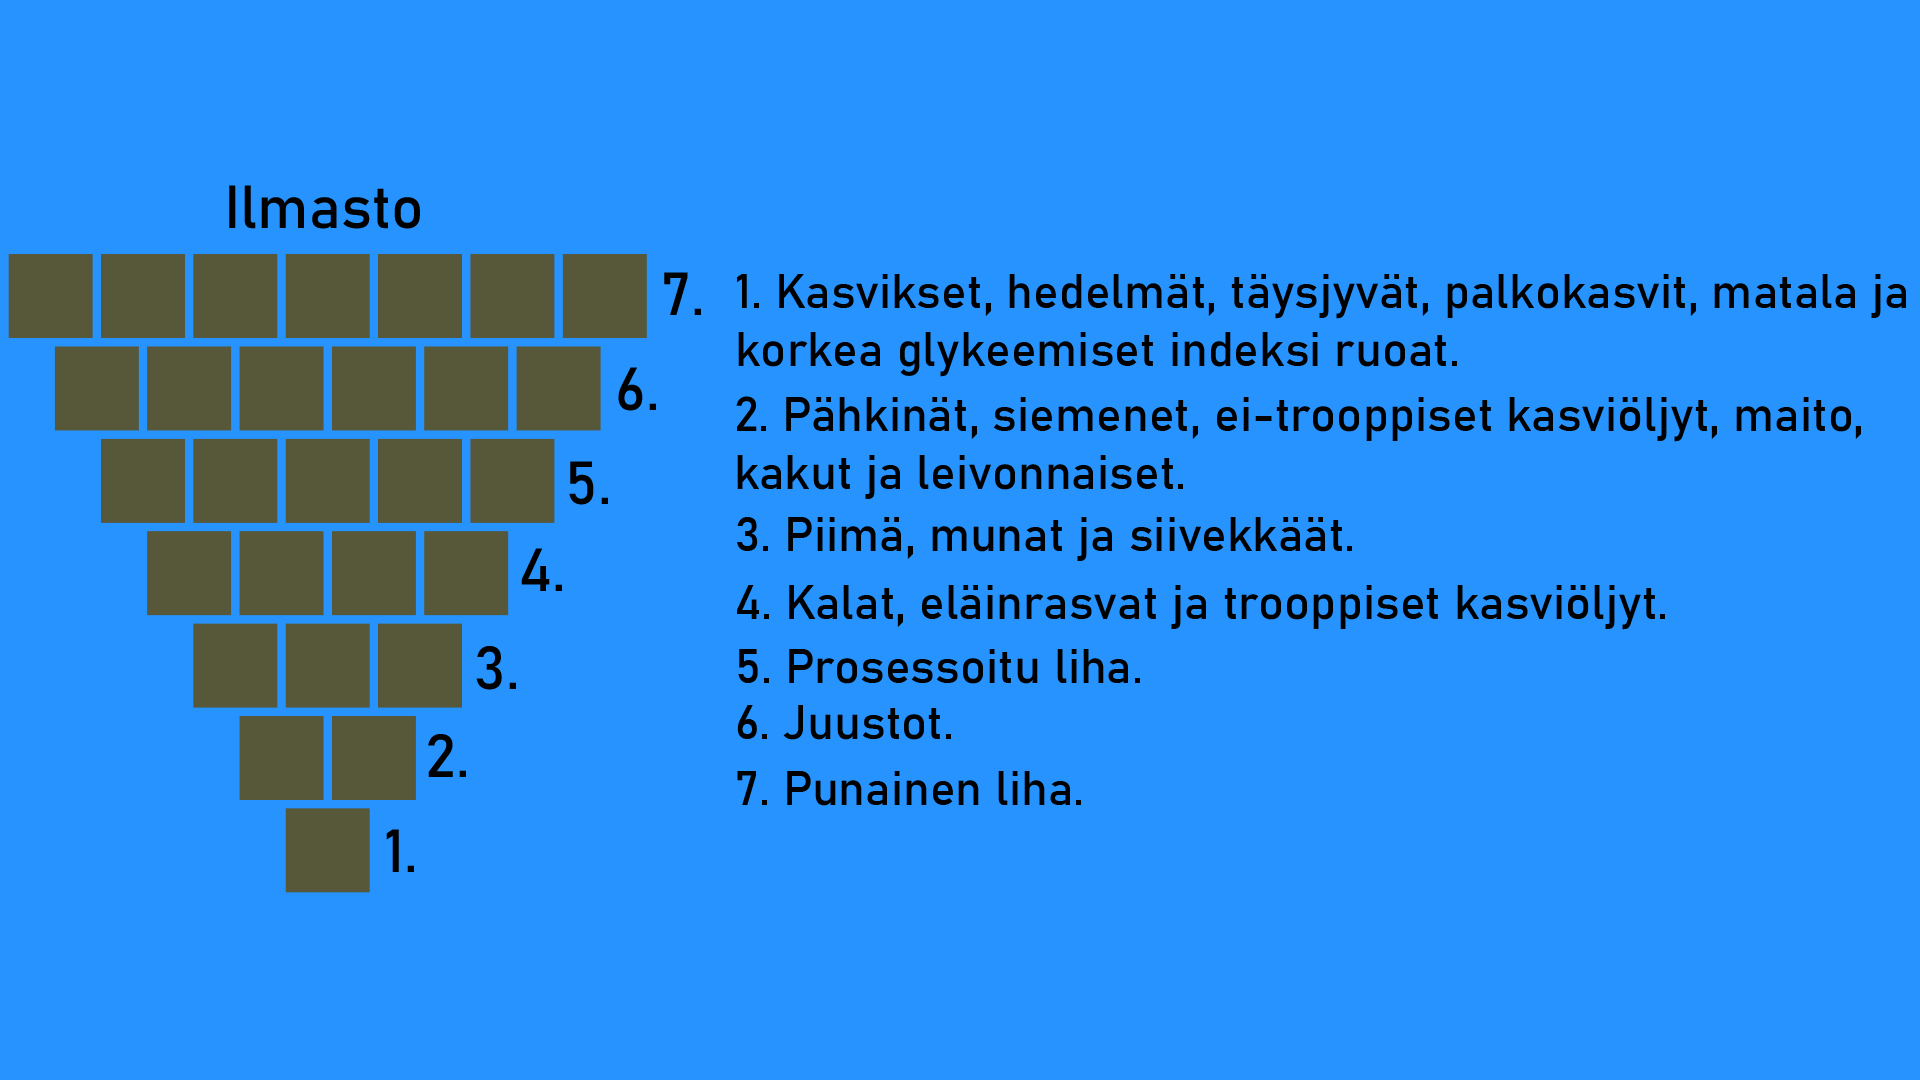 Ilmasto
7.
6.
5.
4.
3.
2.
1.
1. Kasvikset, hedelmät, täysjyvät, palkokasvit, matala ja
korkea glykeemiset indeksi ruoat.
2. Pähkinät, siemenet, ei-trooppiset kasviöljyt, maito,
kakut ja leivonnaiset.
3. Piimä, munat ja siivekkäät.
4. Kalat, eläinrasvat ja trooppiset kasviöljyt.
5. Prosessoitu liha.
6. Juustot.
7. Punainen liha.